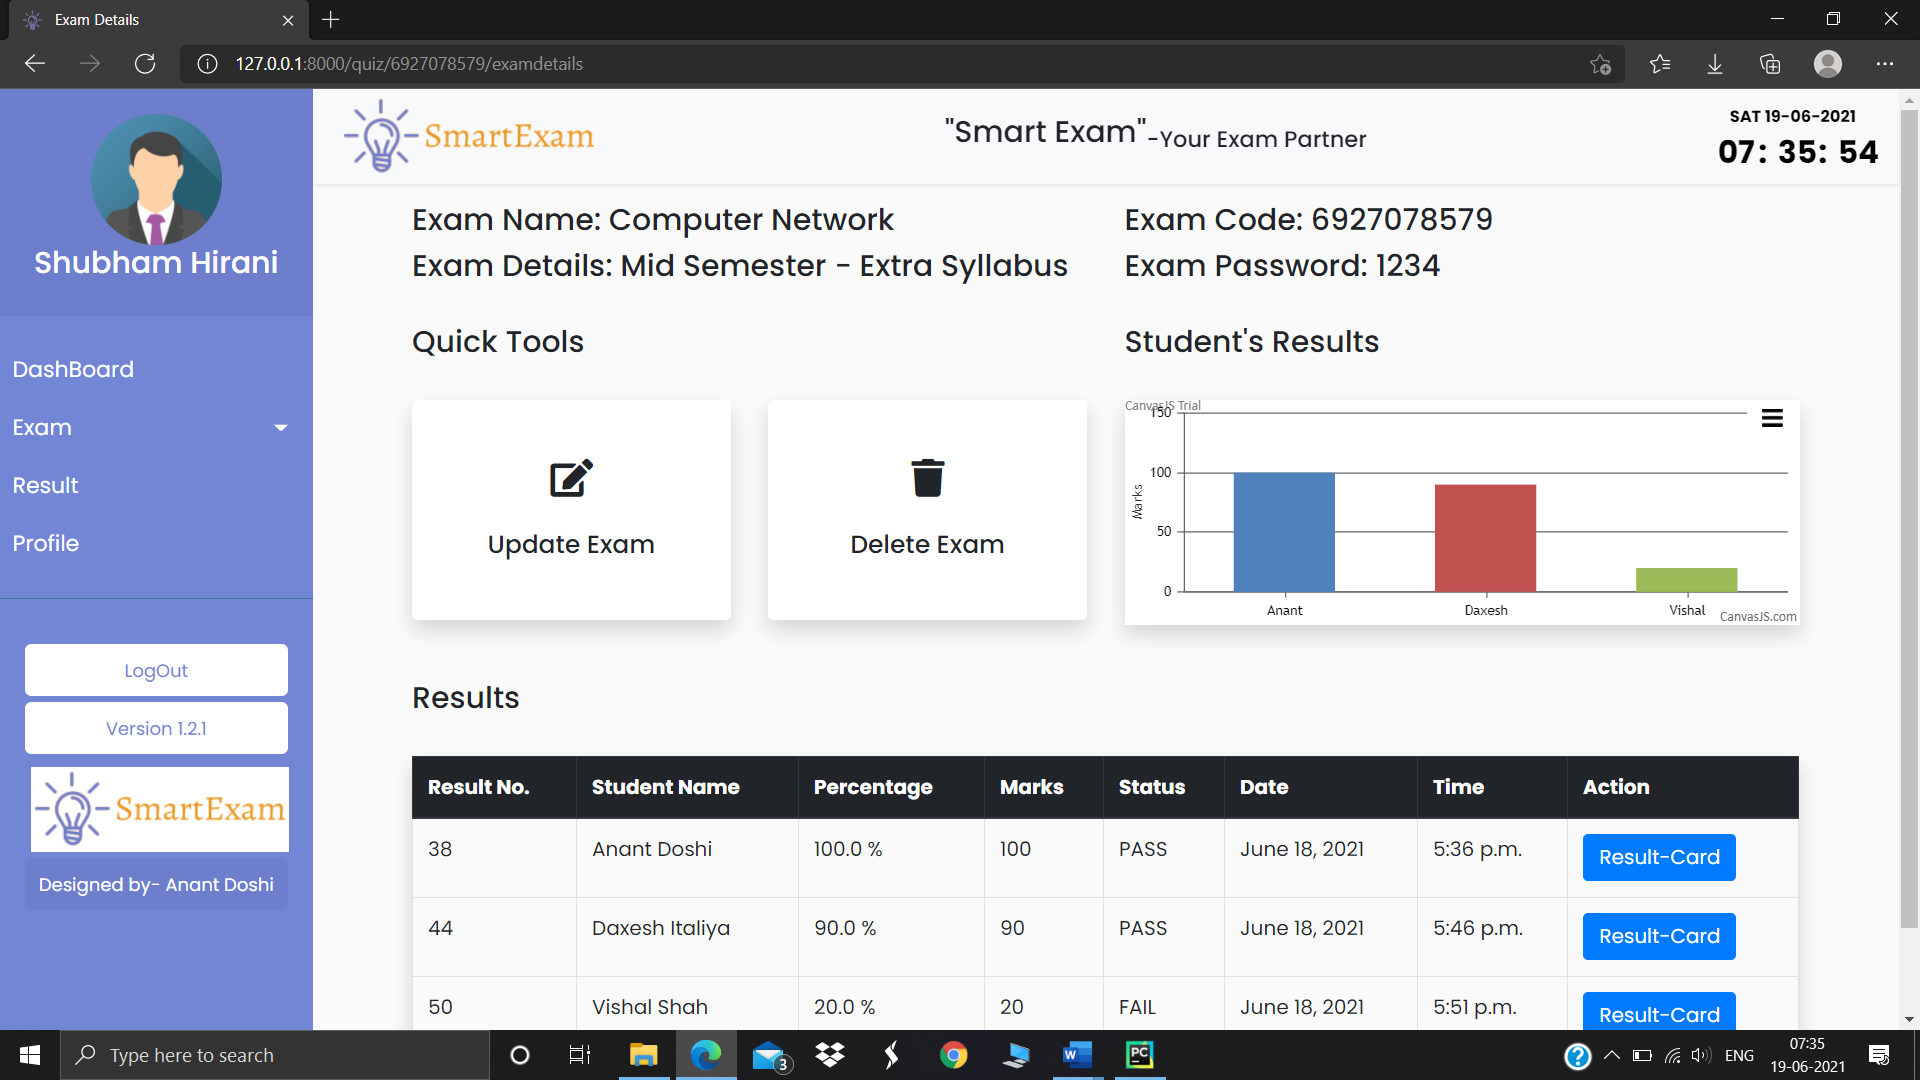 Exam Details
127.0.0.1:8000/quiz/6927078579/examdetails
Shubham Hirani
DashBoard
Exam
Result
Profile
LogOut
Version 1.2.1
SmartExam
Designed by- Anant Doshi
SmartExam
"Smart Exam" -Your Exam Partner
SAT 19-06-2021
07: 35: 54
Exam Name: Computer Network
Exam Code: 6927078579
Exam Details: Mid Semester - Extra Syllabus
Exam Password: 1234
Quick Tools
Update Exam
Delete Exam
Student's Results
CanvasJS Trial
150
100
50
0
Marks
Anant Daxesh Vishal
CanvasJS.com
Results
Result No. Student Name Percentage Marks Status Date Time Action
38 Anant Doshi 100.0 % 100 PASS June 18, 2021 5:36 p.m. Result-Card
44 Daxesh Italiya 90.0 % 90 PASS June 18, 2021 5:46 p.m. Result-Card
50 Vishal Shah 20.0 % 20 FAIL June 18, 2021 5:51 p.m. Result-Card
Type here to search
3
W
PC
ENG
07:35
19-06-2021